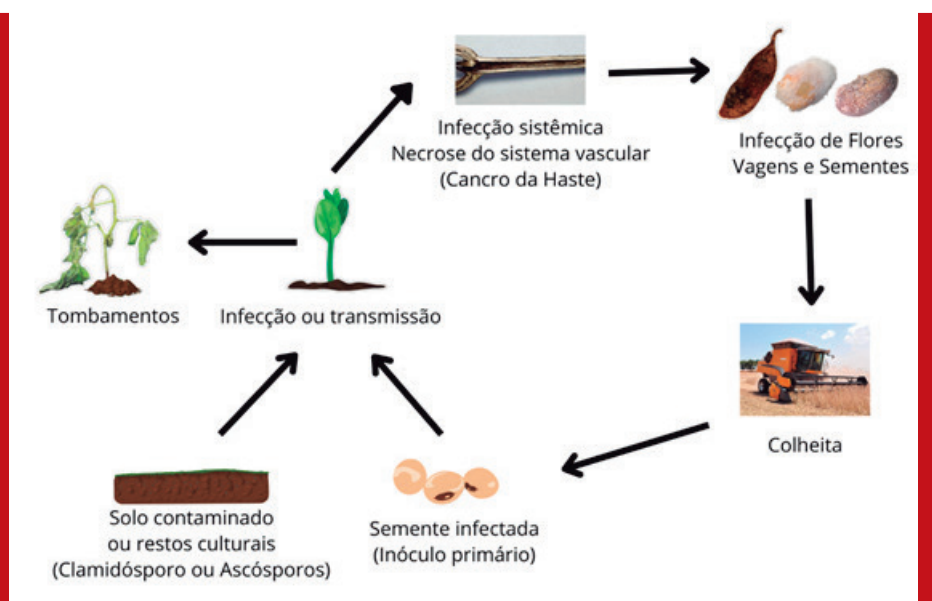 Infecção sistêmica
Necrose do sistema vascular
(Cancro da Haste)
Infecção de Flores
Vagens e Sementes
Tombamentos
Infecção ou transmissão
Colheita
Solo contaminado
ou restos culturais
(Clamidósporo ou Ascósporos)
Semente infectada
(Inóculo primário)